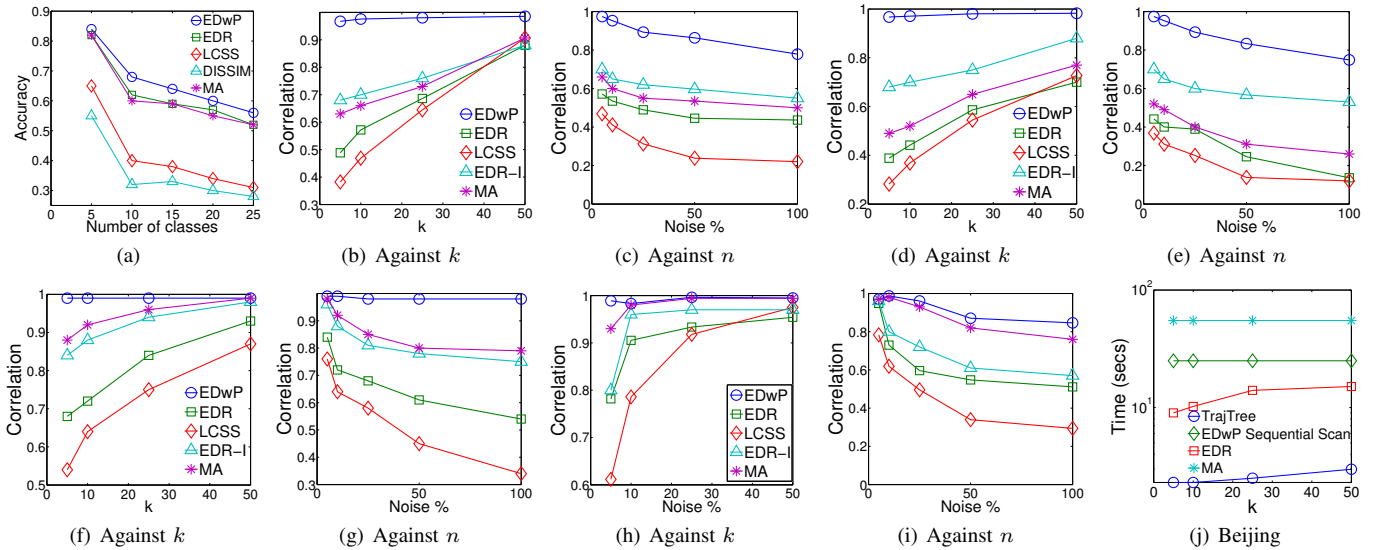 Accuracy
0.9
0.8
0.7
0.6
0.5
0.4
0.3
0 5 10 15 20 25
Number of classes
EDwP
EDR
LCSS
DISSIM
MA
(a)
Correlation
1
0.9
0.8
0.7
0.6
0.5
0.4
0.3
0 10 20 30 40 50
k
EDwP
EDR
LCSS
EDR-I
MA
(b) Against k
Correlation
1
0.8
0.6
0.4
0.2
0
0 50 100
Noise %
(c) Against n
Correlation
1
0.8
0.6
0.4
0.2
0 10 20 30 40 50
k
EDwP
EDR
LCSS
EDR-I
MA
(d) Against k
Correlation
1
0.8
0.6
0.4
0.2
0
0 50 100
Noise %
(e) Against n
Correlation
1
0.9
0.8
0.7
0.6
0.5
0 10 20 30 40 50
k
EDwP
EDR
LCSS
EDR-I
MA
(f) Against k
Correlation
1
0.9
0.8
0.7
0.6
0.5
0.4
0.3
0 50 100
Noise %
(g) Against n
Correlation
1
0.9
0.8
0.7
0.6
0 10 20 30 40 50
Noise %
EDwP
EDR
LCSS
EDR-I
MA
(h) Against k
Correlation
1
0.8
0.6
0.4
0.2
0
0 50 100
Noise %
(i) Against n
Time (secs)
10²
10¹
0 10 20 30 40 50
k
TrajTree
EDwP Sequential Scan
EDR
MA
(j) Beijing